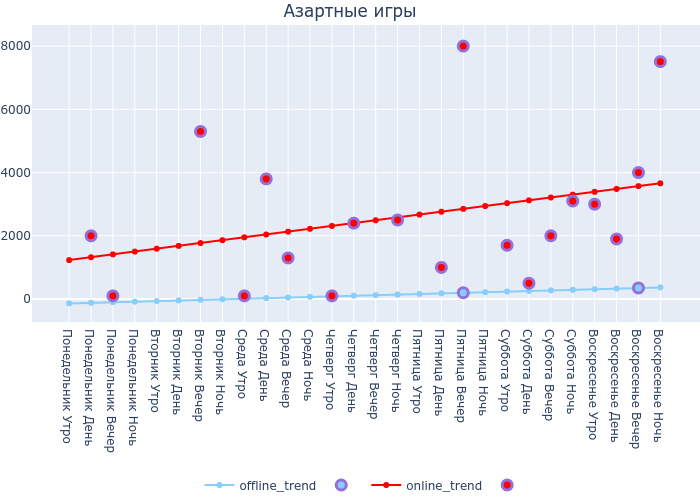 Азартные игры
8000
6000
4000
2000
0
Понедельник Утро
Понедельник День
Понедельник Вечер
Понедельник Ночь
Вторник Утро
Вторник День
Вторник Вечер
Вторник Ночь
Среда Утро
Среда День
Среда Вечер
Среда Ночь
Четверг Утро
Четверг День
Четверг Вечер
Четверг Ночь
Пятница Утро
Пятница День
Пятница Вечер
Пятница Ночь
Суббота Утро
Суббота День
Суббота Вечер
Суббота Ночь
Воскресенье Утро
Воскресенье День
Воскресенье Вечер
Воскресенье Ночь
offline_trend
online_trend